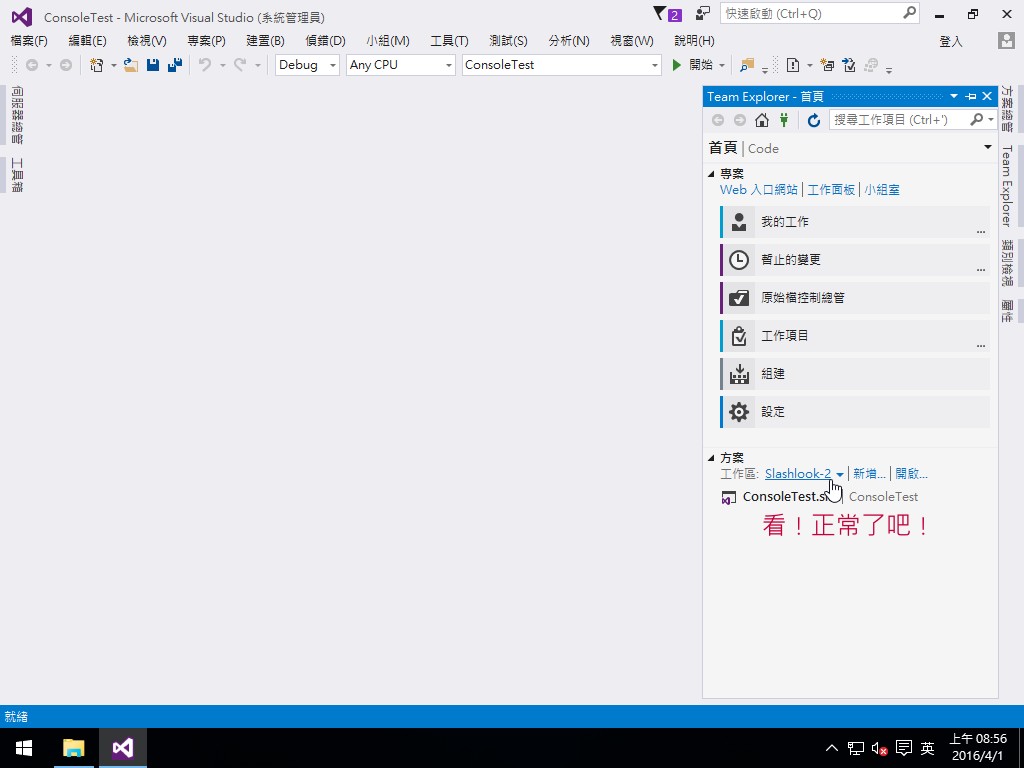 ConsoleTest - Microsoft Visual Studio (系統管理員)
2
快速啟動 (Ctrl+Q)
檔案(F) 編輯(E) 檢視(V) 專案(P) 建置(B) 偵錯(D) 小組(M) 工具(T) 測試(S) 分析(N) 視窗(W) 說明(H) 登入
Debug Any CPU ConsoleTest 開始
伺服器總管
工具箱
Team Explorer - 首頁
搜尋工作項目 (Ctrl+')
首頁 | Code
專案
Web 入口網站 | 工作面板 | 小組室
我的工作 ...
暫止的變更 ...
原始檔控制總管
工作項目 ...
組建
設定
方案
工作區: Slashlook-2 | 新增... | 開啟...
ConsoleTest.s | ConsoleTest
看！正常了吧！
方案總管
Team Explorer
類別檢視
屬性
就緒
英
上午 08:56
2016/4/1